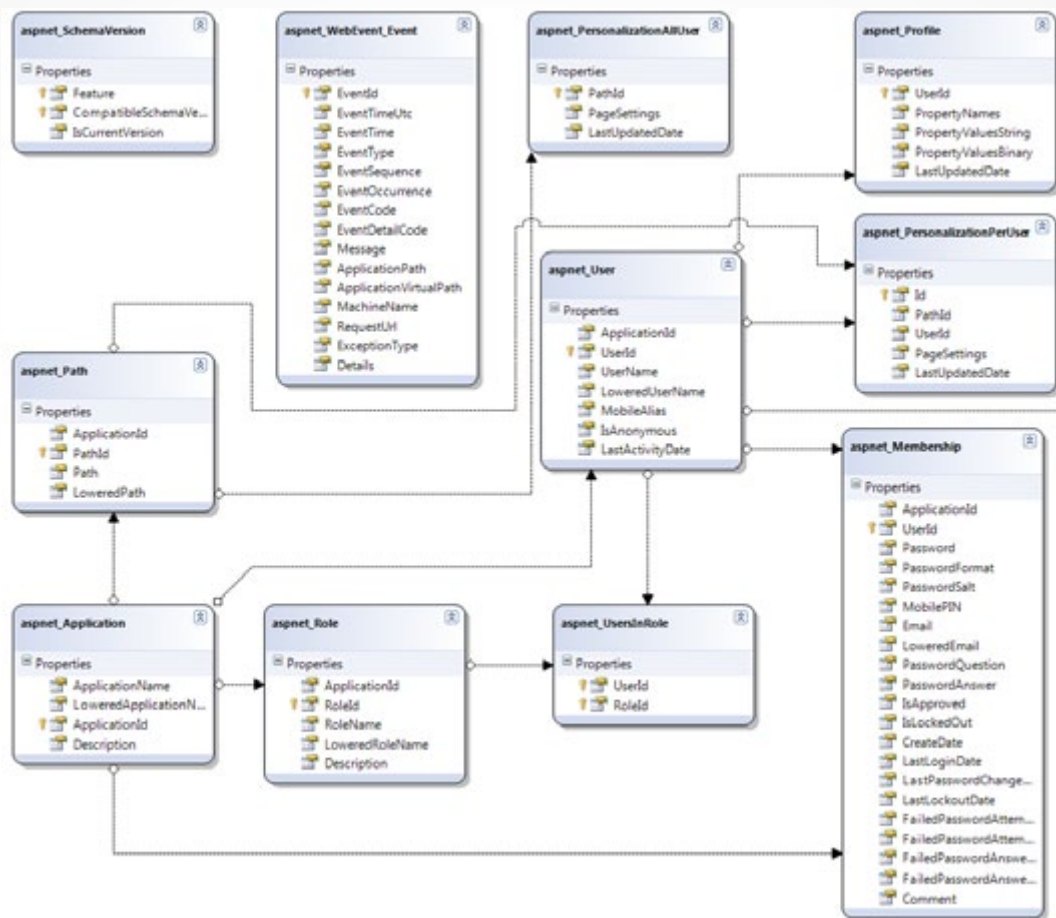 aspnet_SchemaVersion
Properties
Feature
CompatibleSchemaVe...
IsCurrentVersion
aspnet_WebEvent_Event
Properties
EventId
EventTimeUtc
EventTime
EventType
EventSequence
EventOccurrence
EventCode
EventDetailCode
Message
ApplicationPath
ApplicationVirtualPath
MachineName
RequestUrl
ExceptionType
Details
aspnet_PersonalizationAllUser
Properties
PathId
PageSettings
LastUpdatedDate
aspnet_Profile
Properties
UserId
PropertyNames
PropertyValuesString
PropertyValuesBinary
LastUpdatedDate
aspnet_PersonalizationPerUser
Properties
Id
PathId
UserId
PageSettings
LastUpdatedDate
aspnet_User
Properties
ApplicationId
UserId
UserName
LoweredUserName
MobileAlias
IsAnonymous
LastActivityDate
aspnet_Path
Properties
ApplicationId
PathId
Path
LoweredPath
aspnet_Membership
Properties
ApplicationId
UserId
Password
PasswordFormat
PasswordSalt
MobilePIN
Email
LoweredEmail
PasswordQuestion
PasswordAnswer
IsApproved
IsLockedOut
CreateDate
LastLoginDate
LastPasswordChange...
LastLockoutDate
FailedPasswordAttem...
FailedPasswordAttem...
FailedPasswordAnswe...
FailedPasswordAnswe...
Comment
aspnet_Application
Properties
ApplicationName
LoweredApplicationN...
ApplicationId
Description
aspnet_Role
Properties
ApplicationId
RoleId
RoleName
LoweredRoleName
Description
aspnet_UsersInRole
Properties
UserId
RoleId